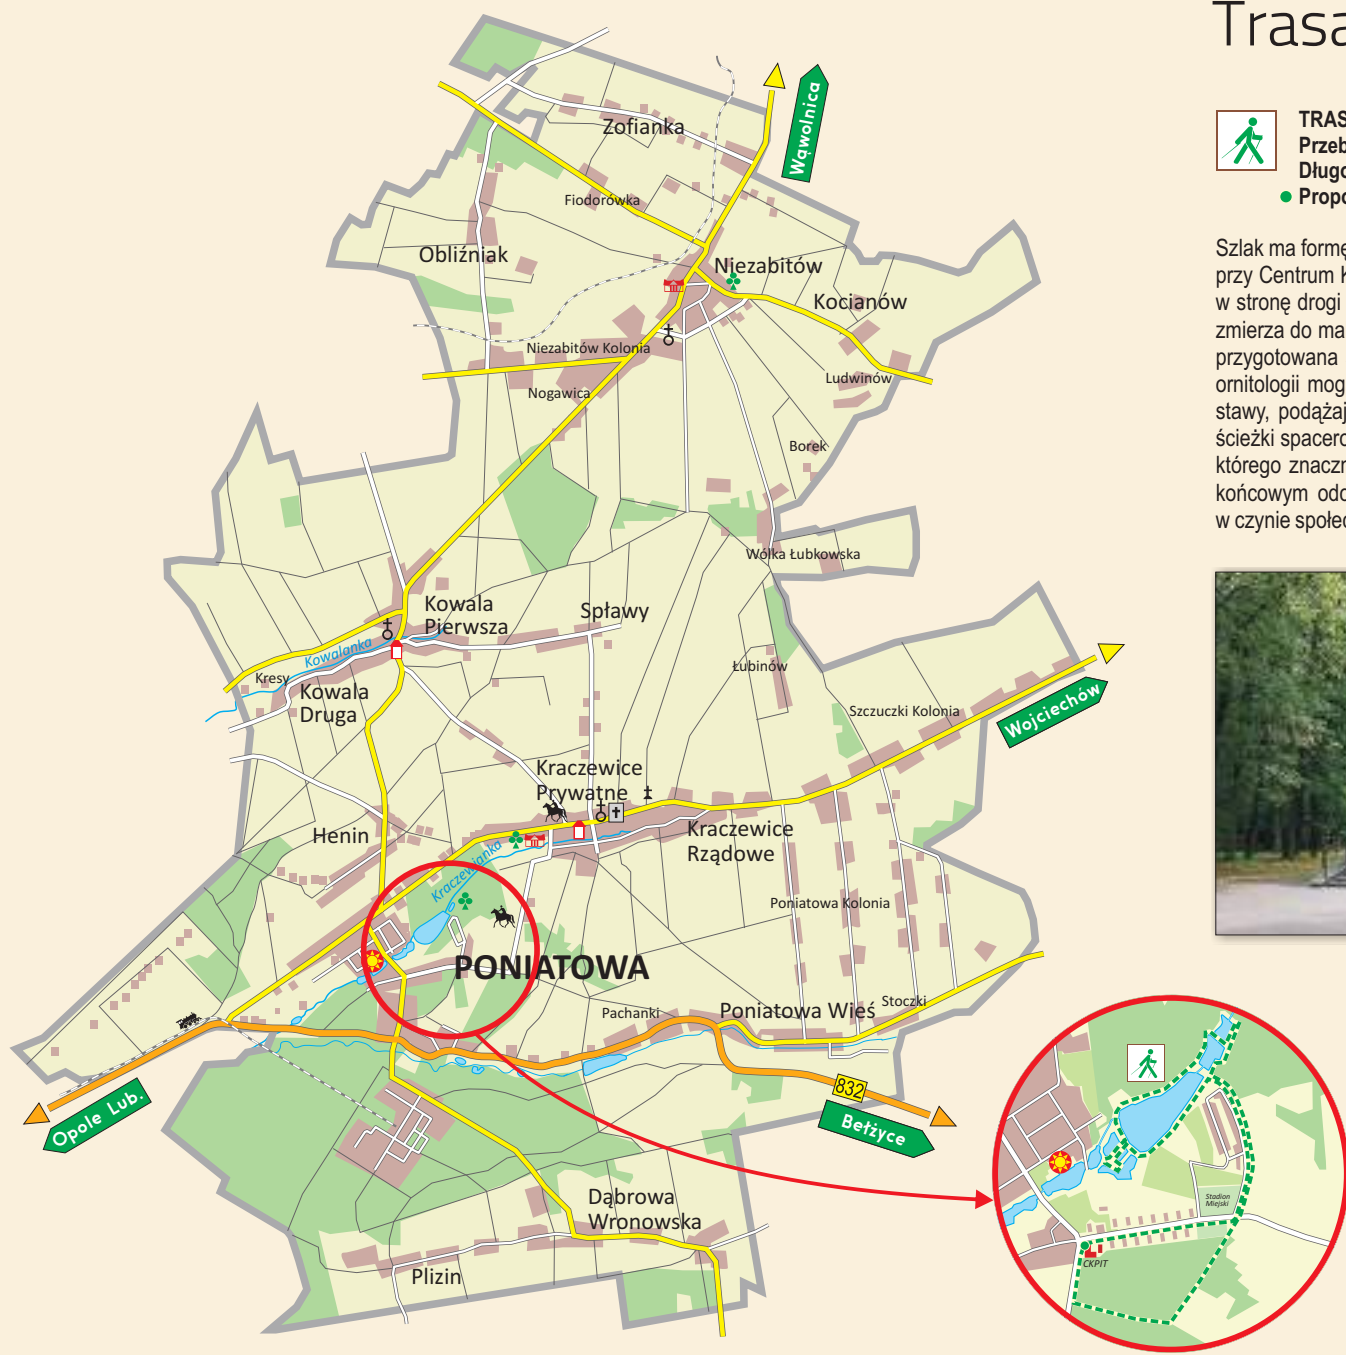 Trasa
TRAS
Przeb
Długo
Propo
Szlak ma formę
przy Centrum K
w stronę drogi
zmierza do ma
przygotowana
ornitologii mog
stawy, podążaj
ścieżki spacero
którego znaczn
końcowym odc
w czynie społec
Wąwolnica
Zofianka
Fiodorówka
Obliźniak
Niezabitów
Kocianów
Niezabitów Kolonia
Nogawica
Ludwinów
Borek
Wólka Łubkowska
Kowala
Pierwsza
Spławy
Kowalanka
Kresy
Kowala
Druga
Łubinów
Szczuczki Kolonia
Wojciechów
Kraczewice
Prywatne
Henin
Kraczewianka
Kraczewice
Rządowe
Poniatowa Kolonia
PONIATOWA
Pachanki
Poniatowa Wieś
Stoczki
832
Opole Lub.
Bełżyce
Dąbrowa
Wronowska
Plizin
Stadion
Miejski
CKPIT